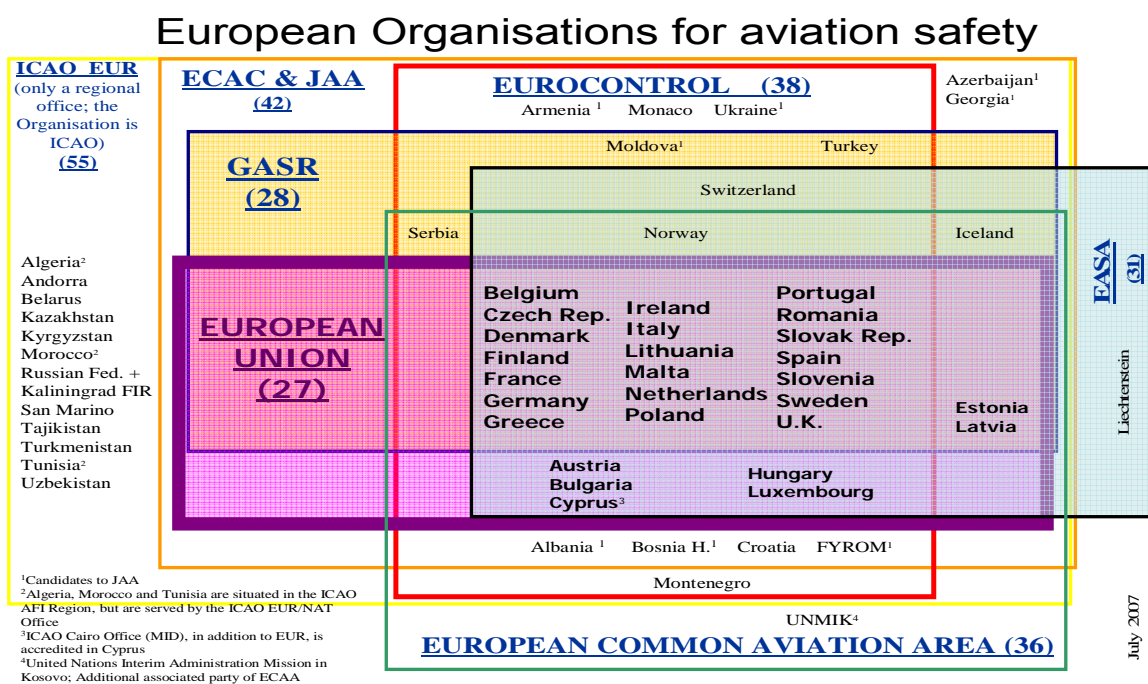 European Organisations for aviation safety
ICAO EUR
(only a regional
office; the
Organisation is
ICAO)
(55)
ECAC & JAA
(42)
EUROCONTROL (38)
Armenia ¹ Monaco Ukraine¹
Azerbaijan¹
Georgia¹
GASR
(28)
Moldova¹ Turkey
Switzerland
Serbia Norway Iceland
EASA
(31)
Liechtenstein
Algeria²
Andorra
Belarus
Kazakhstan
Kyrgyzstan
Morocco²
Russian Fed. +
Kaliningrad FIR
San Marino
Tajikistan
Turkmenistan
Tunisia²
Uzbekistan
EUROPEAN
UNION
(27)
Belgium
Czech Rep.
Denmark
Finland
France
Germany
Greece
Ireland
Italy
Lithuania
Malta
Netherlands
Poland
Portugal
Romania
Slovak Rep.
Spain
Slovenia
Sweden
U.K.
Estonia
Latvia
Austria
Bulgaria
Cyprus³
Hungary
Luxembourg
Albania ¹ Bosnia H.¹ Croatia FYROM¹
Montenegro
UNMIK⁴
EUROPEAN COMMON AVIATION AREA (36)
¹Candidates to JAA
²Algeria, Morocco and Tunisia are situated in the ICAO
AFI Region, but are served by the ICAO EUR/NAT
Office
³ICAO Cairo Office (MID), in addition to EUR, is
accredited in Cyprus
⁴United Nations Interim Administration Mission in
Kosovo; Additional associated party of ECAA
July 2007